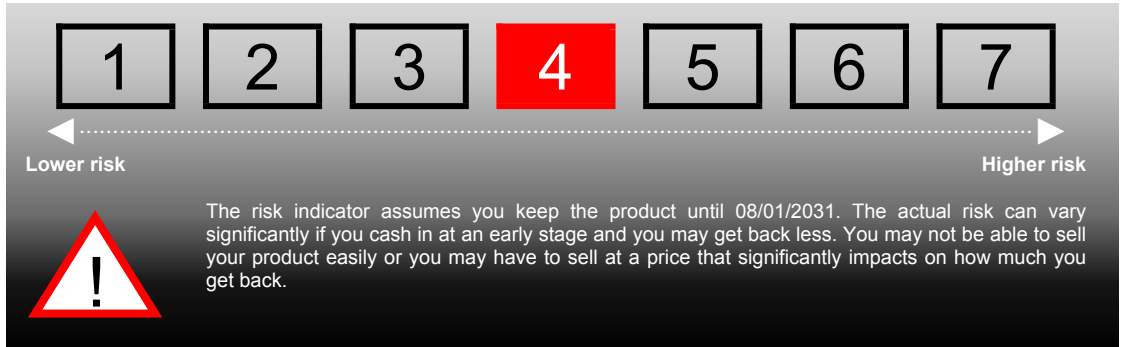 1 2 3 4 5 6 7
Lower risk Higher risk
The risk indicator assumes you keep the product until 08/01/2031. The actual risk can vary
significantly if you cash in at an early stage and you may get back less. You may not be able to sell
your product easily or you may have to sell at a price that significantly impacts on how much you
get back.
!